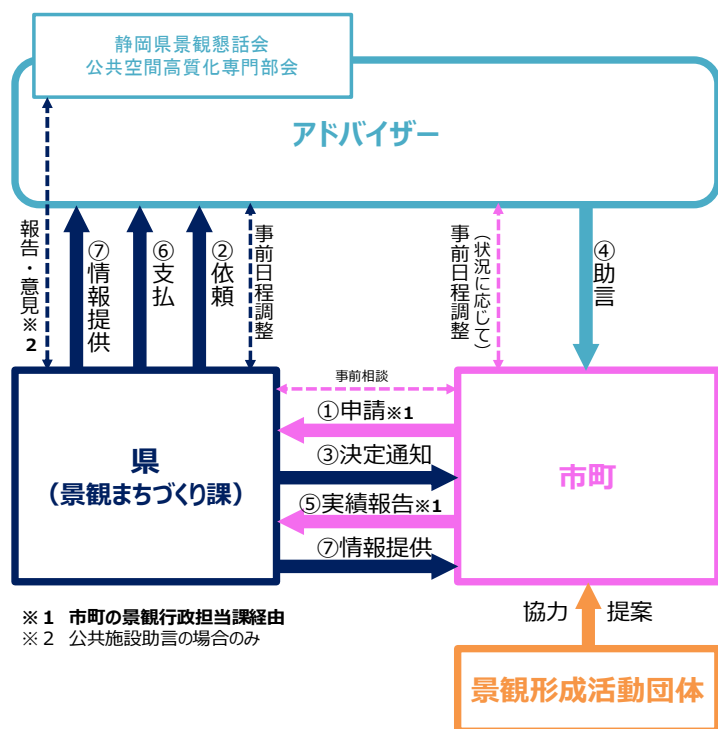 静岡県景観懇話会
公共空間高質化専門部会
アドバイザー
報告・意見※2
⑦情報提供
⑥支払
②依頼
事前日程調整
（状況に応じて）
事前日程調整
④助言
事前相談
①申請※1
③決定通知
⑤実績報告※1
⑦情報提供
県
（景観まちづくり課）
市町
※1 市町の景観行政担当課経由
※2 公共施設助言の場合のみ
協力 提案
景観形成活動団体